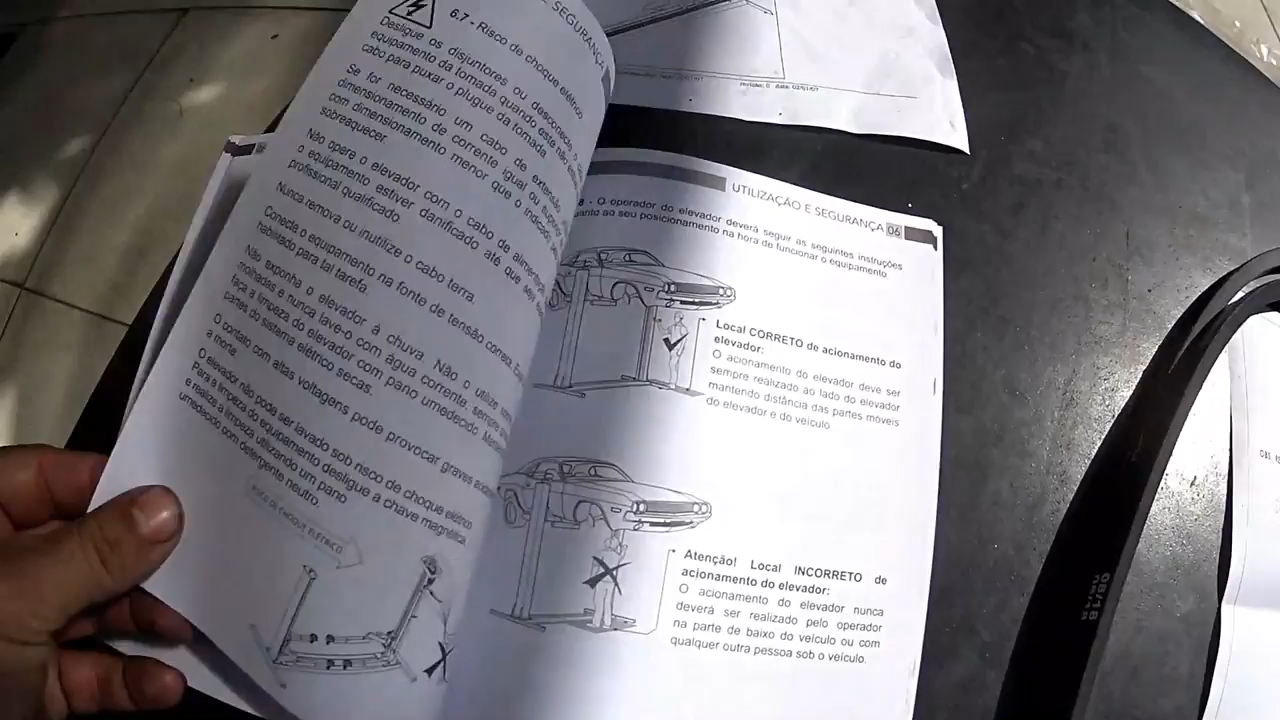 SEGURANÇA
6.7 - Risco de choque elétrico
Desligue os disjuntores ou desconecte o
equipamento da tomada quando este não
cabo para puxar o plugue da tomada.
Se for necessário um cabo de extensão,
dimensionamento de corrente igual ou
com dimensionamento menor que o indicado
sobreaquecer.
Não opere o elevador com o cabo de
o equipamento estiver danificado até que
profissional qualificado.
Nunca remova ou inutilize o cabo terra.
Conecte o equipamento na fonte de tensão correta.
habilitado para tal tarefa.
Não exponha o elevador à chuva. Não o utilize
molhadas e nunca lave-o com água corrente, sempre
faça a limpeza do elevador com pano umedecido.
partes do sistema elétrico secas.
O contato com altas voltagens pode provocar graves
a morte.
O elevador não pode ser lavado sob risco de choque elétrico
Para a limpeza do equipamento desligue a chave magnética
e realize a limpeza utilizando um pano
umedecido com detergente neutro.
RISCO DE CHOQUE ELÉTRICO
UTILIZAÇÃO E SEGURANÇA 06
8 - O operador do elevador deverá seguir as seguintes instruções
quanto ao seu posicionamento na hora de funcionar o equipamento
Local CORRETO de acionamento do
elevador:
O acionamento do elevador deve ser
sempre realizado ao lado do elevador
mantendo distância das partes móveis
do elevador e do veículo
Atenção! Local INCORRETO de
acionamento do elevador:
O acionamento do elevador nunca
deverá ser realizado pelo operador
na parte de baixo do veículo ou com
qualquer outra pessoa sob o veículo.
08/18